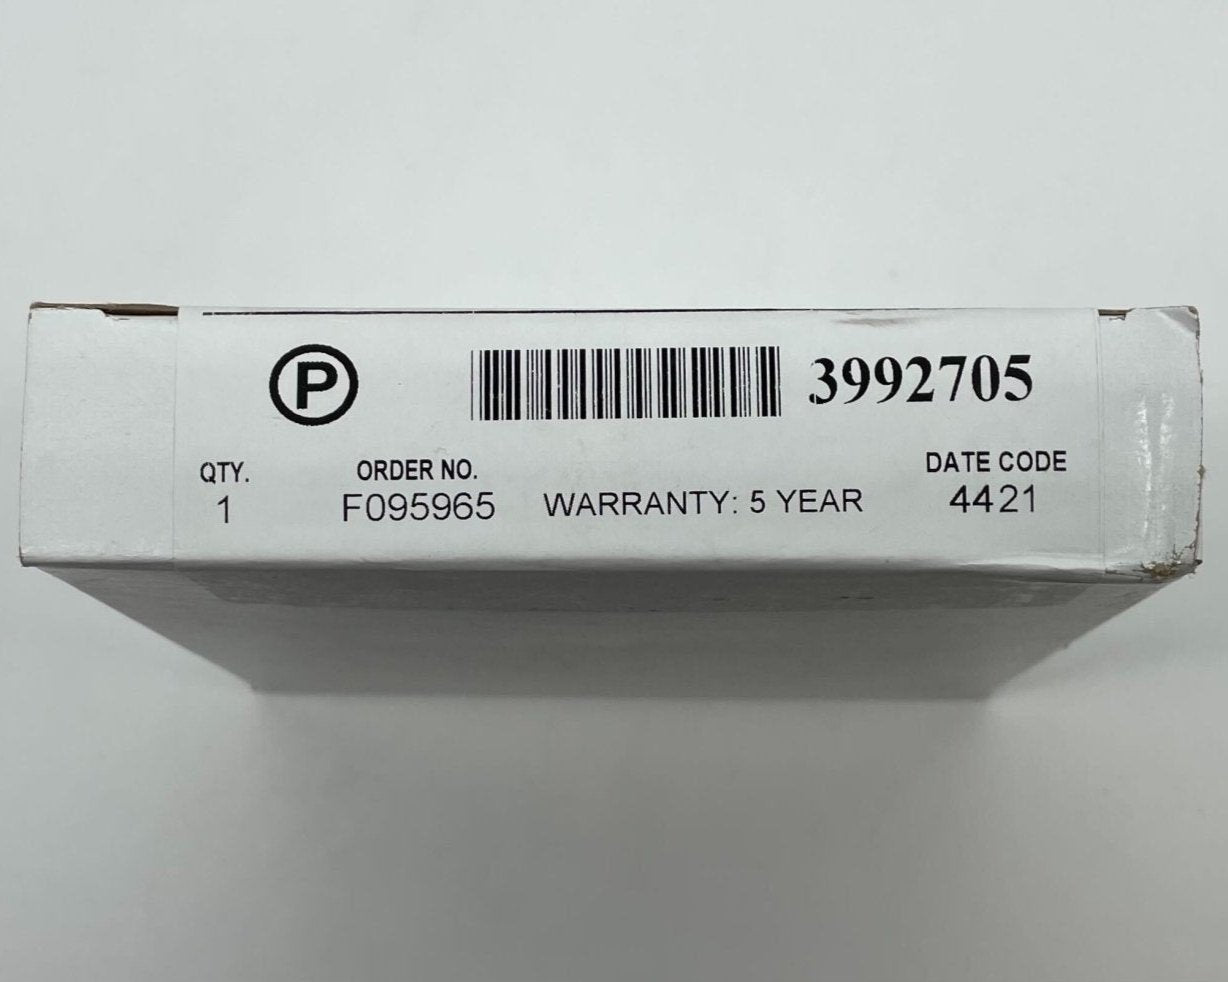 P
3992705
QTY.
1
ORDER NO.
F095965
WARRANTY: 5 YEAR
DATE CODE
4421